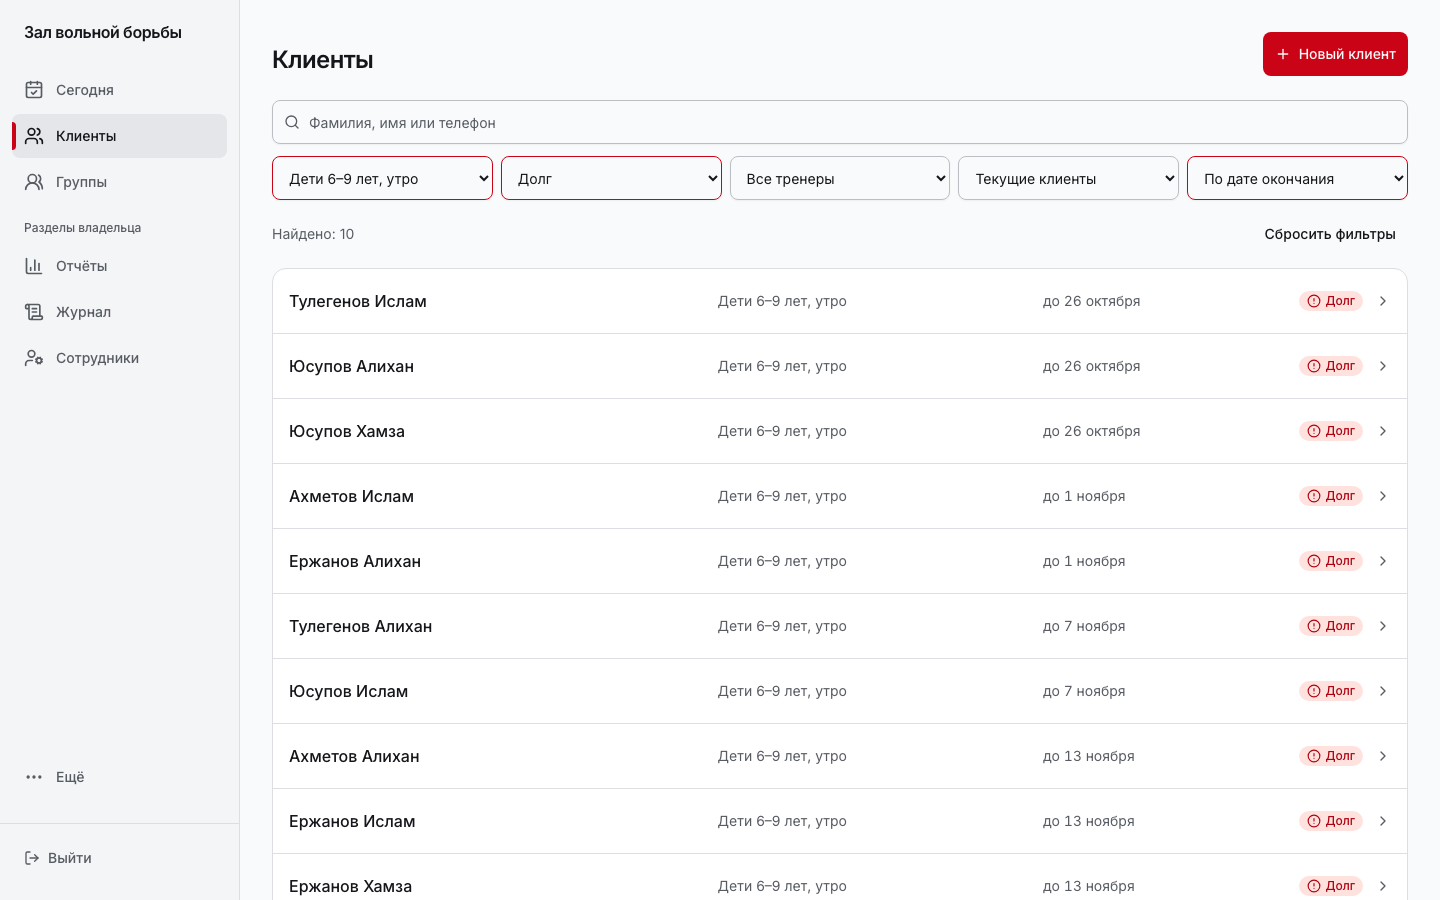 Зал вольной борьбы
Сегодня
Клиенты
Группы
Разделы владельца
Отчёты
Журнал
Сотрудники
Ещё
Выйти
Клиенты
Новый клиент
Фамилия, имя или телефон
Дети 6–9 лет, утро
Долг
Все тренеры
Текущие клиенты
По дате окончания
Найдено: 10
Сбросить фильтры
Тулегенов Ислам Дети 6–9 лет, утро до 26 октября Долг
Юсупов Алихан Дети 6–9 лет, утро до 26 октября Долг
Юсупов Хамза Дети 6–9 лет, утро до 26 октября Долг
Ахметов Ислам Дети 6–9 лет, утро до 1 ноября Долг
Ержанов Алихан Дети 6–9 лет, утро до 1 ноября Долг
Тулегенов Алихан Дети 6–9 лет, утро до 7 ноября Долг
Юсупов Ислам Дети 6–9 лет, утро до 7 ноября Долг
Ахметов Алихан Дети 6–9 лет, утро до 13 ноября Долг
Ержанов Ислам Дети 6–9 лет, утро до 13 ноября Долг
Ержанов Хамза Дети 6–9 лет, утро до 13 ноября Долг